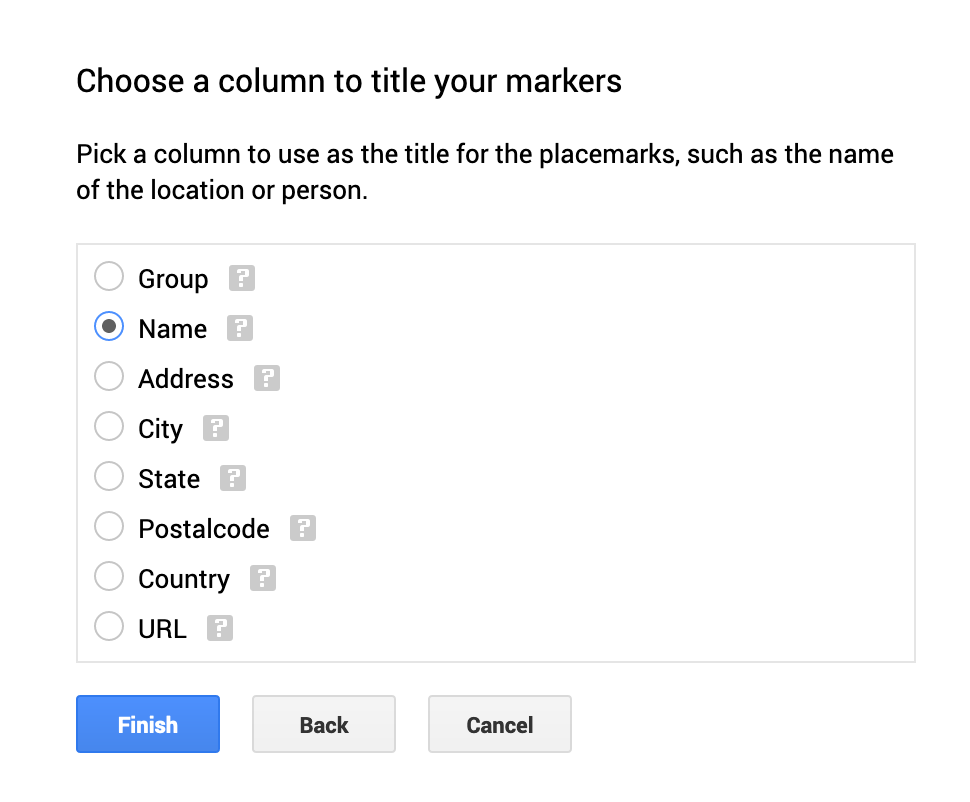 Choose a column to title your markers
Pick a column to use as the title for the placemarks, such as the name
of the location or person.
Group ?
Name ?
Address ?
City ?
State ?
Postalcode ?
Country ?
URL ?
Finish Back Cancel